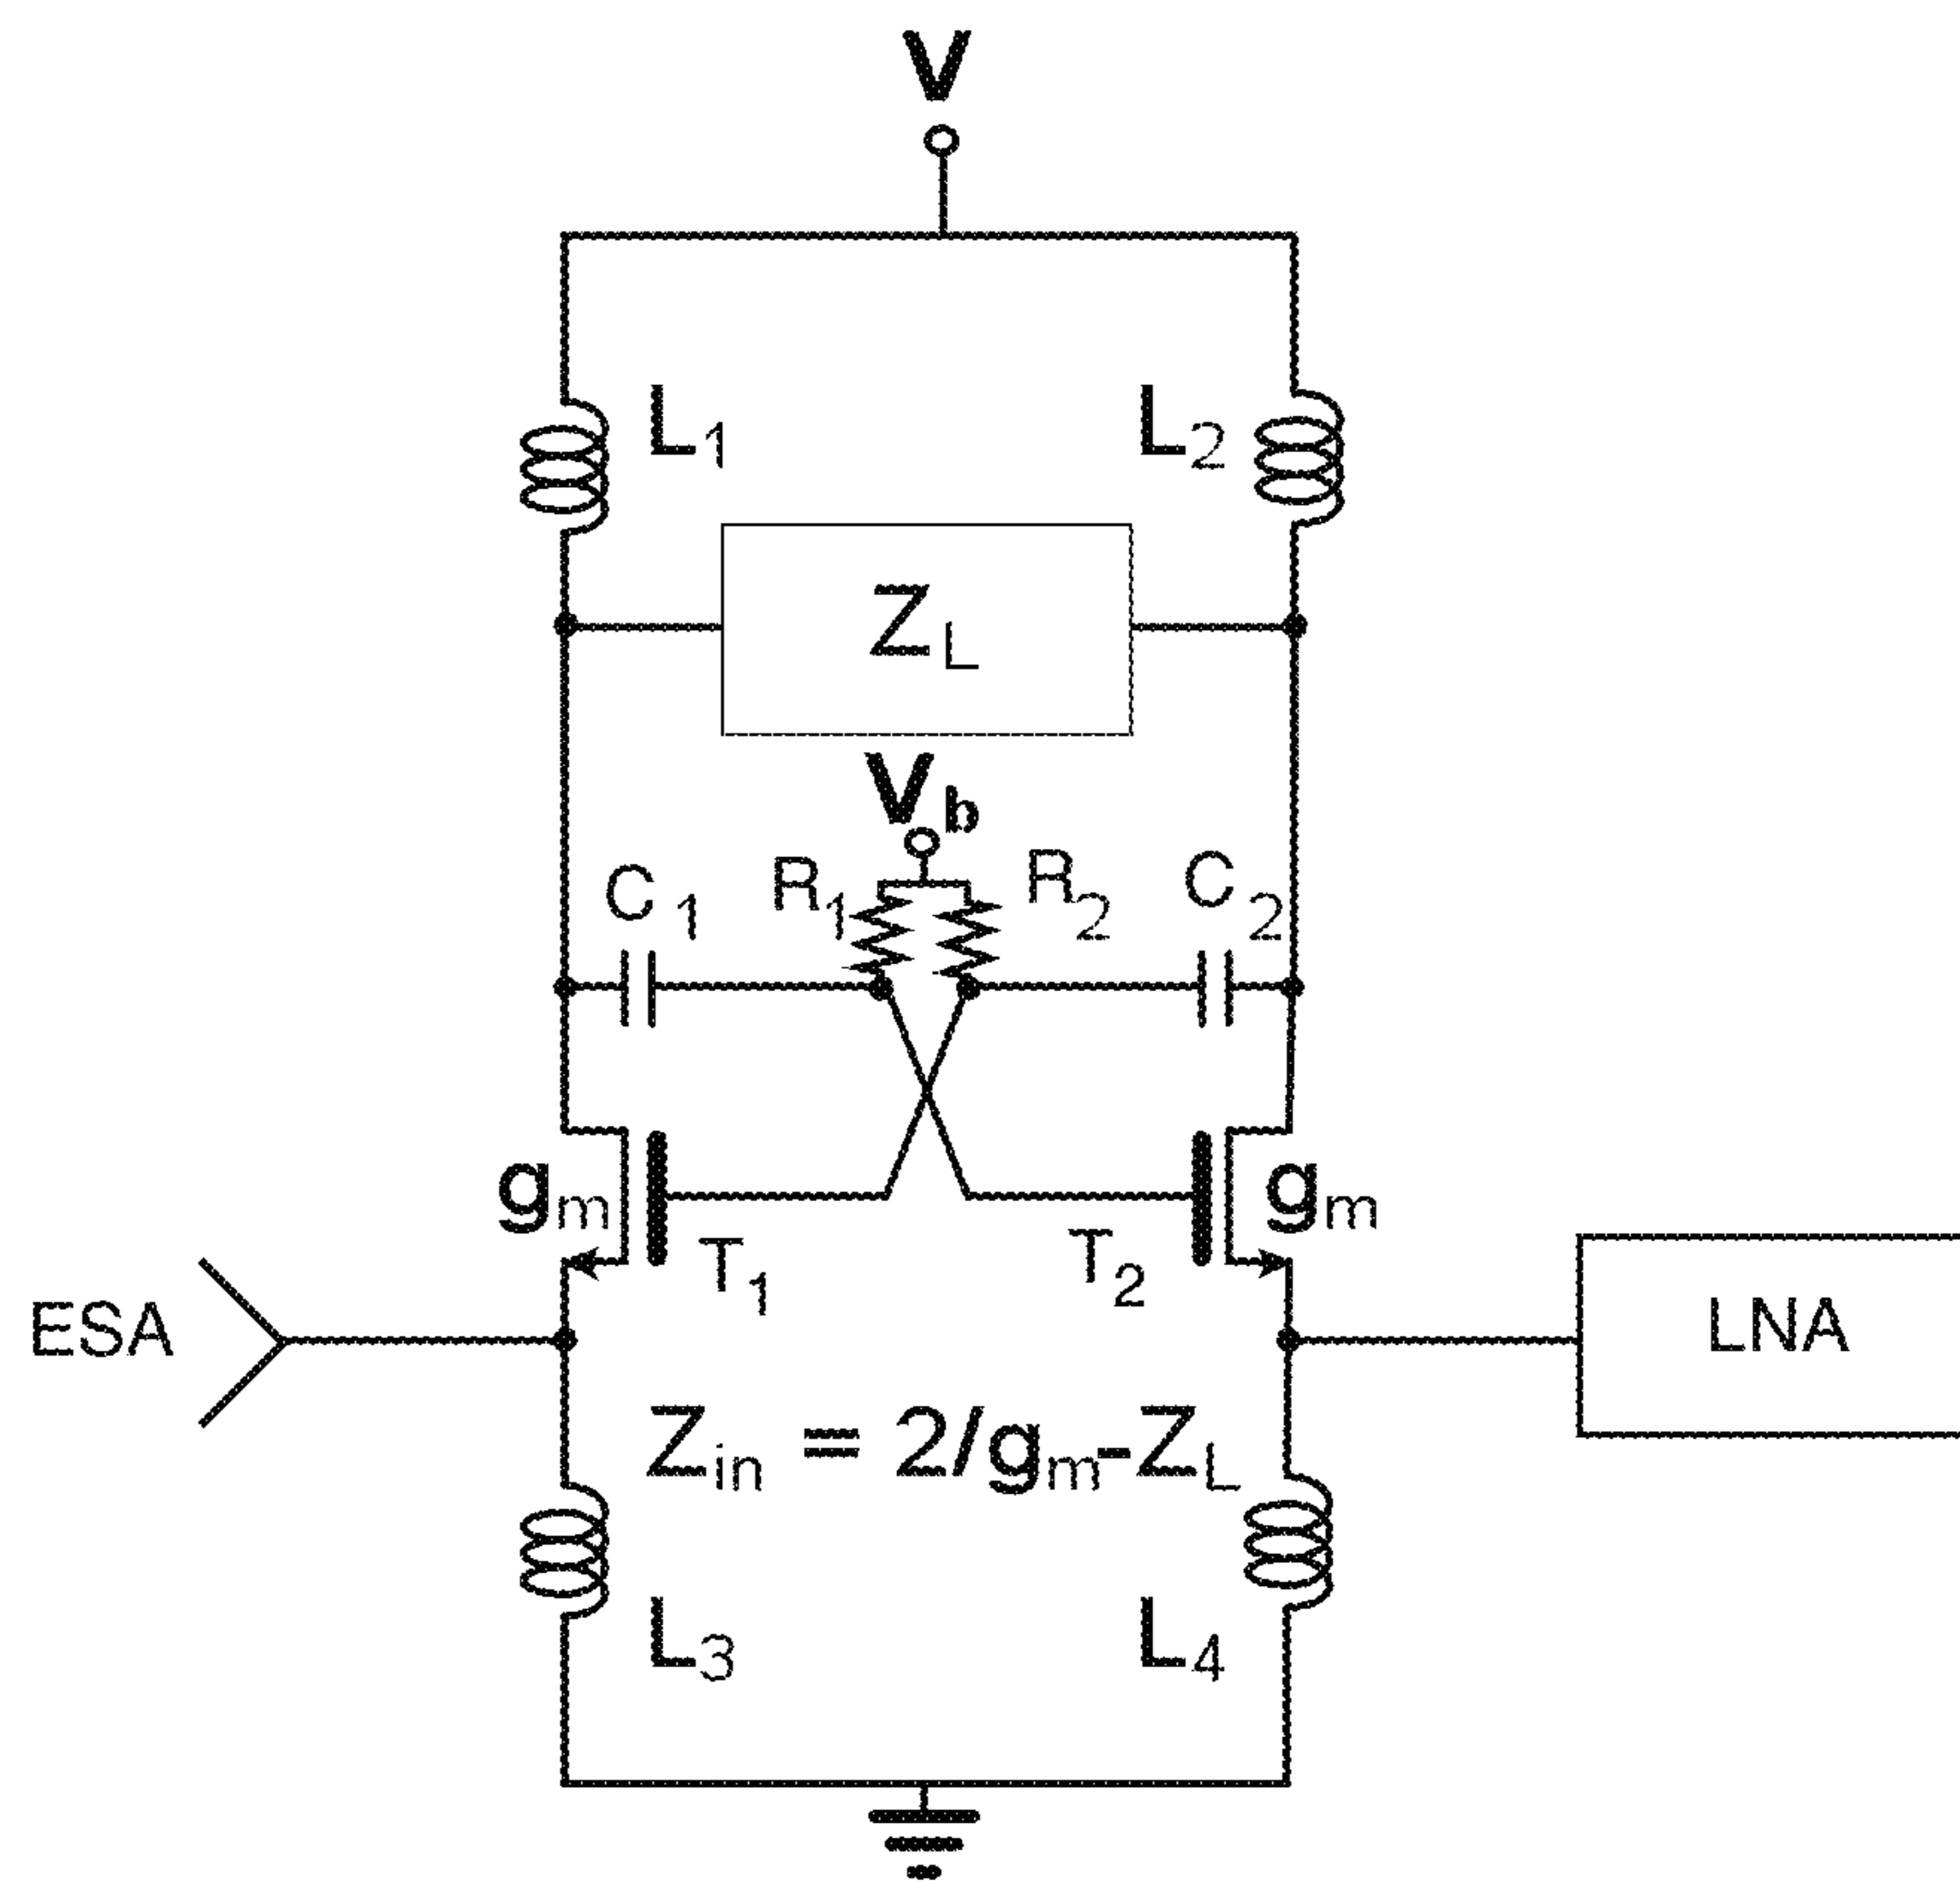 V
L1
L2
ZL
Vb
C1
R1
R2
C2
gm
gm
T1
T2
ESA
LNA
Zin = 2/gm-ZL
L3
L4